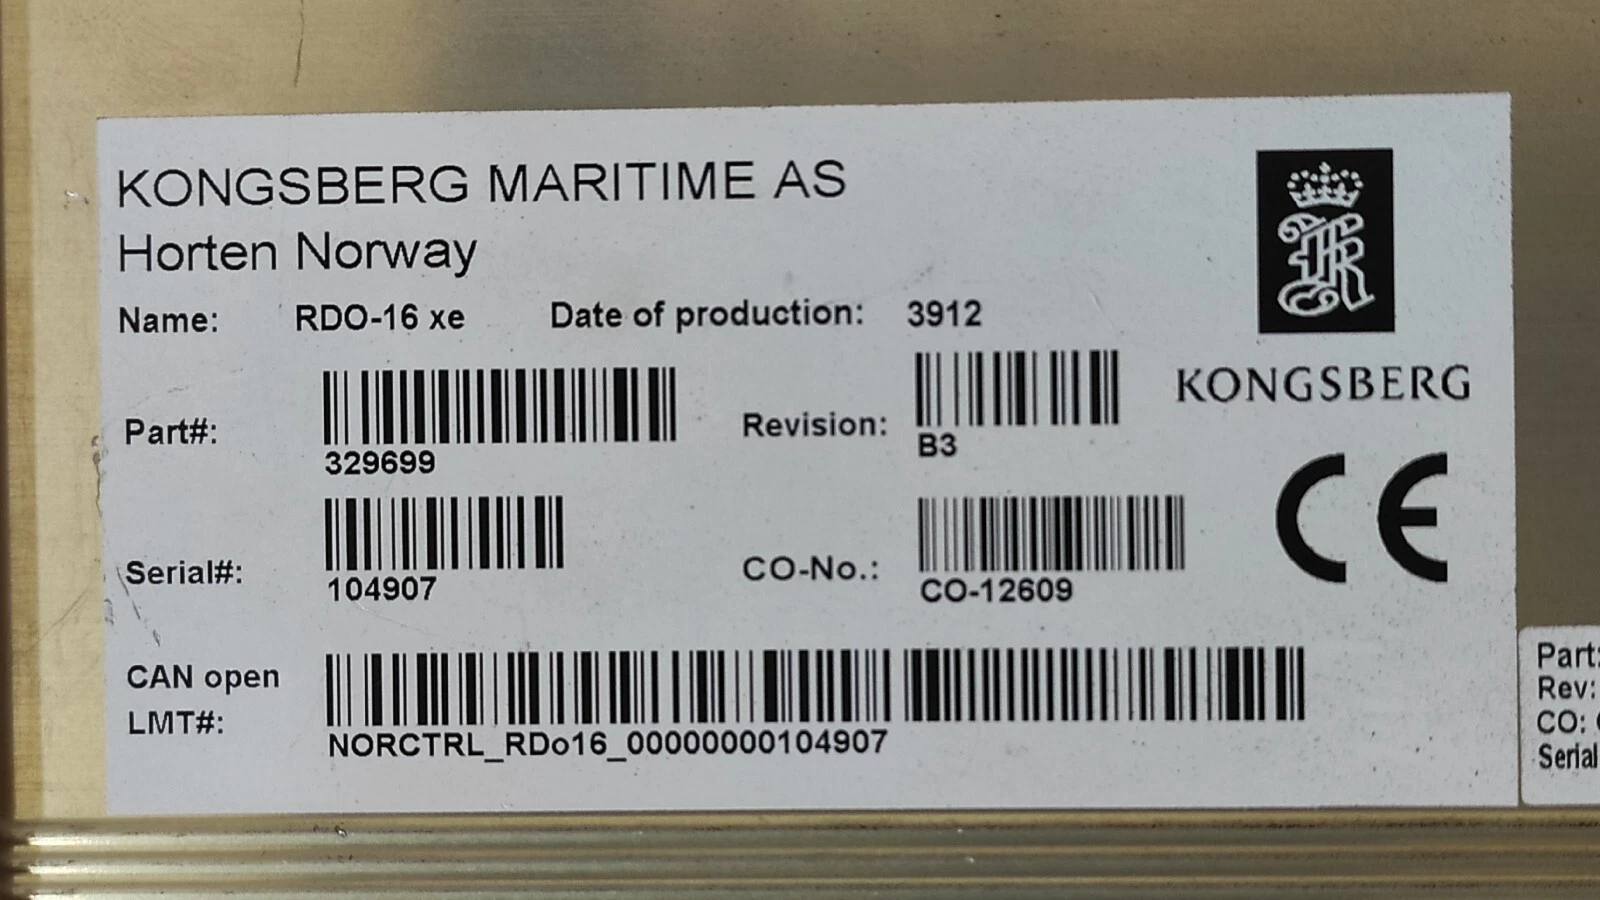 KONGSBERG MARITIME AS
Horten Norway
Name: RDO-16 xe Date of production: 3912
KONGSBERG
Part#: 329699 Revision: B3
Serial#: 104907 CO-No.: CO-12609
CE
CAN open
LMT#: NORCTRL_RDo16_00000000104907
Part:
Rev:
CO:
Serial